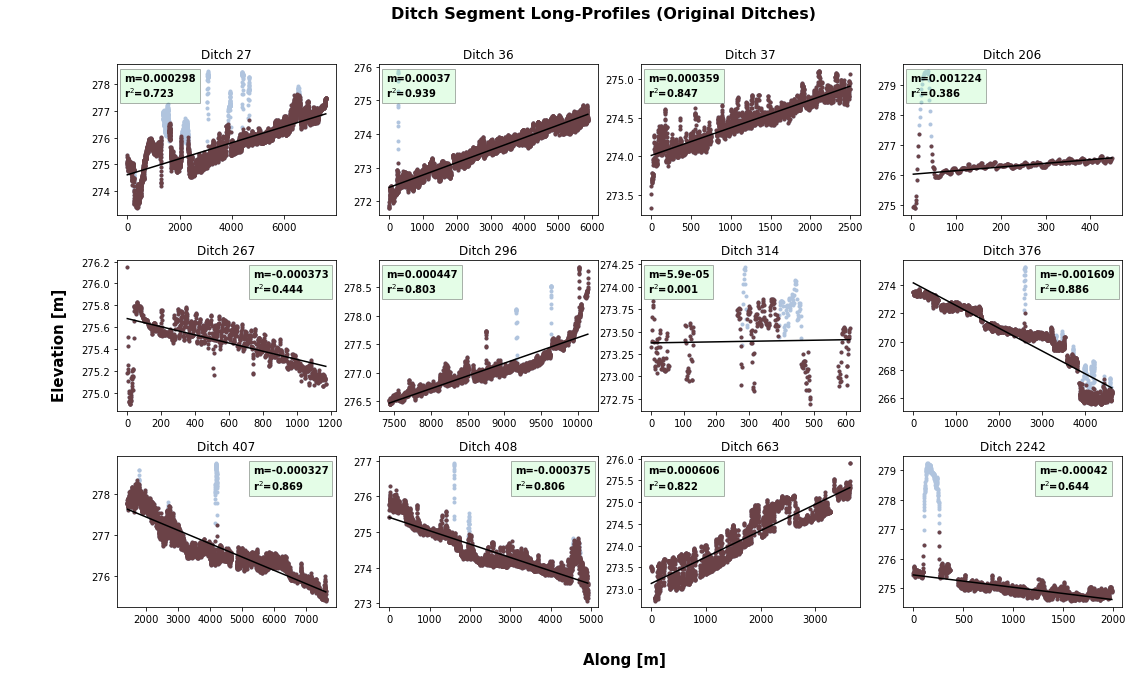 Ditch Segment Long-Profiles (Original Ditches)
Ditch 27
m=0.000298
r²=0.723
278
277
276
275
274
0 2000 4000 6000
Ditch 36
m=0.00037
r²=0.939
276
275
274
273
272
0 1000 2000 3000 4000 5000 6000
Ditch 37
m=0.000359
r²=0.847
275.0
274.5
274.0
273.5
0 500 1000 1500 2000 2500
Ditch 206
m=0.001224
r²=0.386
279
278
277
276
275
0 100 200 300 400
Elevation [m]
Ditch 267
m=-0.000373
r²=0.444
276.2
276.0
275.8
275.6
275.4
275.2
275.0
0 200 400 600 800 1000 1200
Ditch 296
m=0.000447
r²=0.803
278.5
278.0
277.5
277.0
276.5
7500 8000 8500 9000 9500 10000
Ditch 314
m=5.9e-05
r²=0.001
274.25
274.00
273.75
273.50
273.25
273.00
272.75
0 100 200 300 400 500 600
Ditch 376
m=-0.001609
r²=0.886
274
272
270
268
266
0 1000 2000 3000 4000
Ditch 407
m=-0.000327
r²=0.869
278
277
276
2000 3000 4000 5000 6000 7000
Ditch 408
m=-0.000375
r²=0.806
277
276
275
274
273
0 1000 2000 3000 4000 5000
Ditch 663
m=0.000606
r²=0.822
276.0
275.5
275.0
274.5
274.0
273.5
273.0
0 1000 2000 3000
Ditch 2242
m=-0.00042
r²=0.644
279
278
277
276
275
0 500 1000 1500 2000
Along [m]